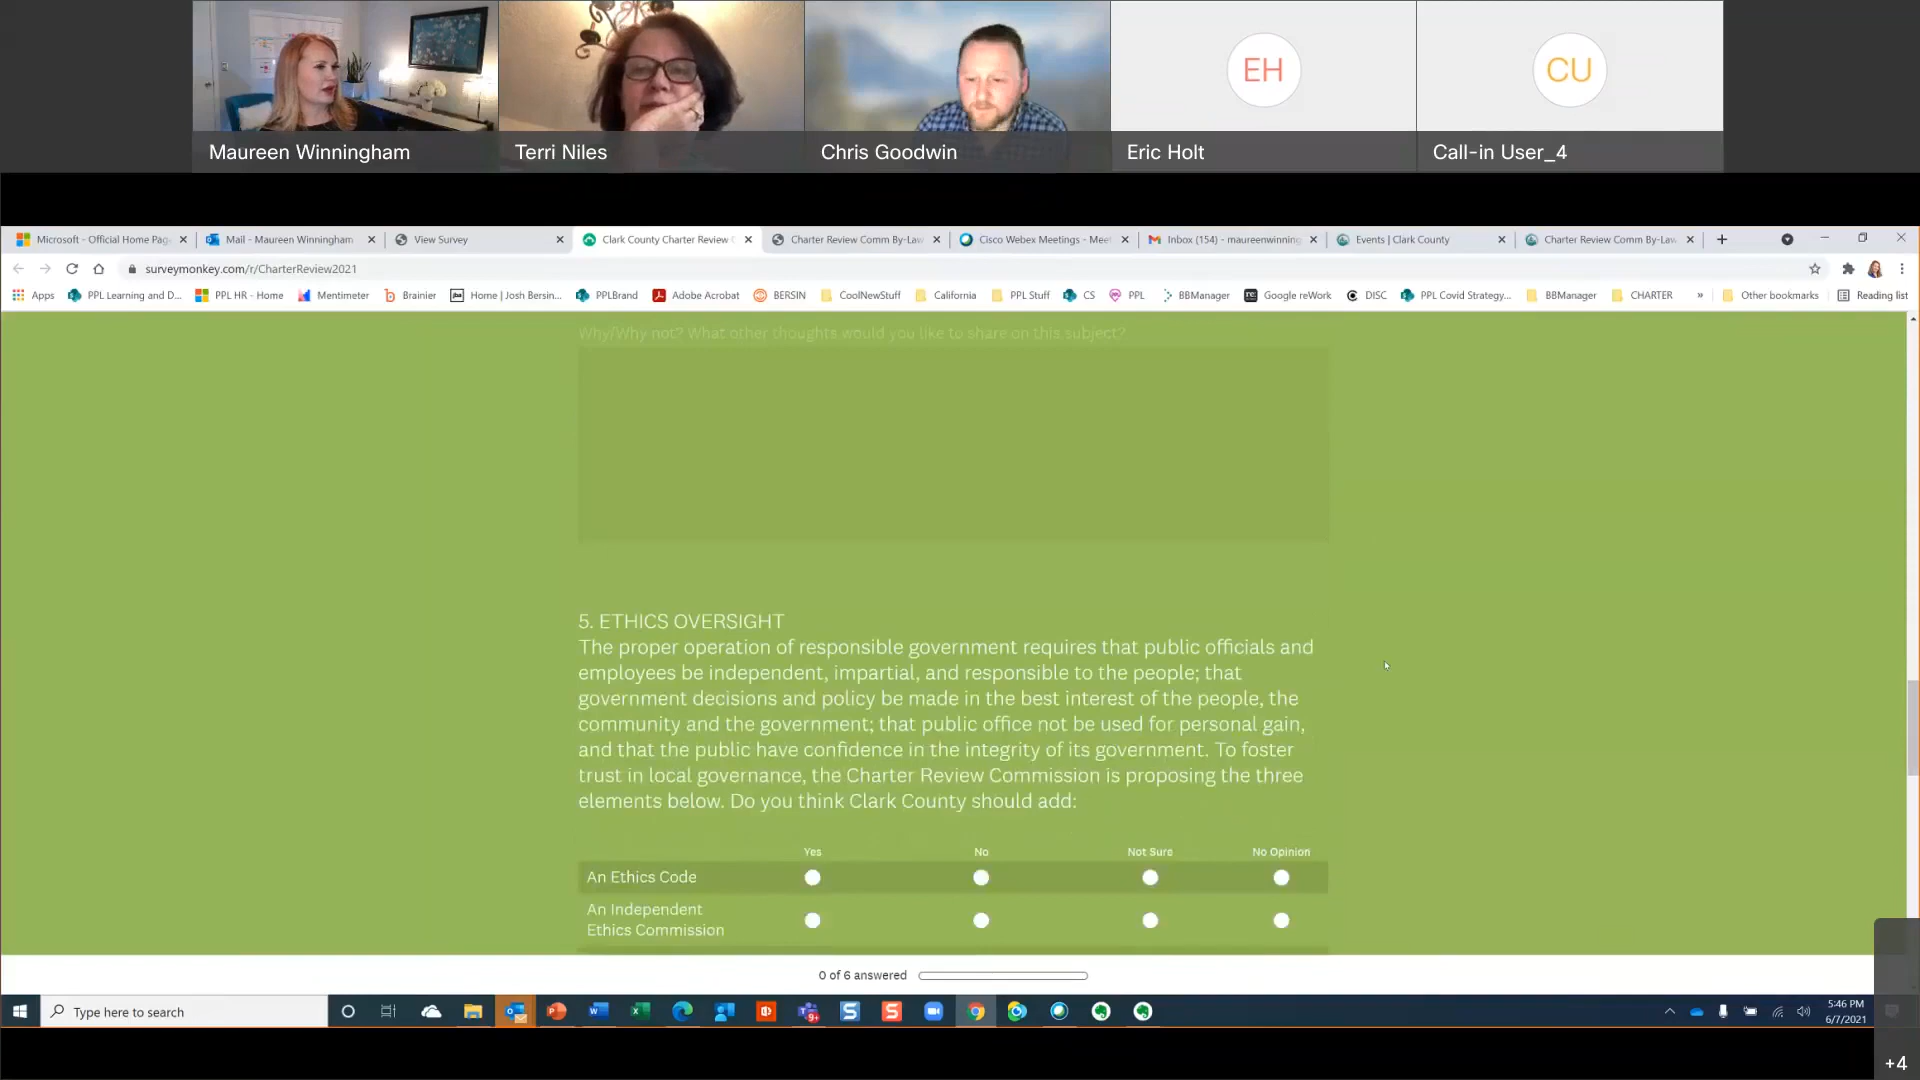 EH
CU
Maureen Winningham
Terri Niles
Chris Goodwin
Eric Holt
Call-in User_4
Microsoft - Official Home Pag
Mail - Maureen Winningham
View Survey
Clark County Charter Review C
Charter Review Comm By-Law
Cisco Webex Meetings - Meet
Inbox (154) - maureenwinning
Events | Clark County
Charter Review Comm By-Law
surveymonkey.com/r/CharterReview2021
Apps
PPL Learning and D...
PPL HR - Home
Mentimeter
Brainier
Home | Josh Bersin...
PPLBrand
Adobe Acrobat
BERSIN
CoolNewStuff
California
PPL Stuff
CS
PPL
BBManager
Google reWork
DISC
PPL Covid Strategy...
BBManager
CHARTER
»
Other bookmarks
Reading list
Why/Why not? What other thoughts would you like to share on this subject?
5. ETHICS OVERSIGHT
The proper operation of responsible government requires that public officials and
employees be independent, impartial, and responsible to the people; that
government decisions and policy be made in the best interest of the people, the
community and the government; that public office not be used for personal gain,
and that the public have confidence in the integrity of its government. To foster
trust in local governance, the Charter Review Commission is proposing the three
elements below. Do you think Clark County should add:
Yes
No
Not Sure
No Opinion
An Ethics Code
An Independent
Ethics Commission
0 of 6 answered
Type here to search
5:46 PM
6/7/2021
+4